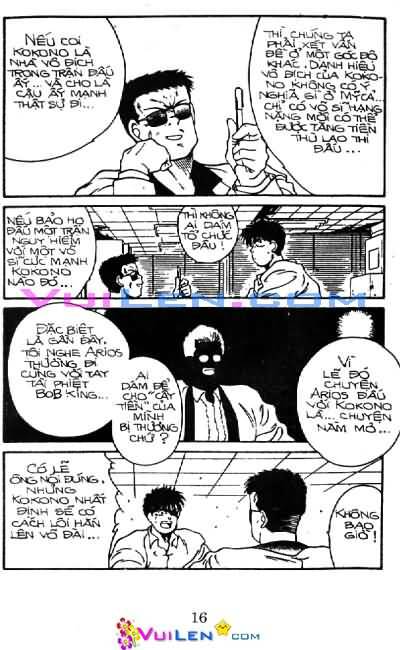 NẾU COI
KOKONO LÀ
NHÀ VÔ ĐỊCH
TRONG TRẬN ĐẤU
ẤY... VÀ CHO LÀ
CẬU ẤY MẠNH
THẬT SỰ ĐI...
THÌ CHÚNG TA
PHẢI XÉT VẤN
ĐỀ Ở MỘT GÓC ĐỘ
KHÁC. DANH HIỆU
VÔ ĐỊCH CỦA KOKO-
NO KHÔNG CÓ Ý
NGHĨA GÌ Ở MỸ CẢ.
CHỈ CÓ VÕ SĨ HẠNG
NẶNG MỚI CÓ THỂ
ĐƯỢC TĂNG TIỀN
THÙ LAO THI
ĐẤU...
NẾU BẢO HỌ
ĐẤU MỘT TRẬN
NGUY HIỂM
VỚI MỘT VÕ
SĨ CỰC MẠNH
KOKONO
NÀO ĐÓ...
THÌ KHÔNG
AI DÁM
TỔ CHỨC
ĐÂU!
VUILEN.COM
ĐẶC BIỆT
LÀ GẦN ĐÂY,
TÔI NGHE ARIOS
THƯỜNG ĐI
CÙNG VỚI TAY
TÀI PHIỆT
BOB KING...
AI
DÁM ĐỂ
CHO "CÂY
TIỀN" CỦA
MÌNH
BỊ THƯƠNG
CHỨ?
VÌ
LẼ ĐÓ
CHUYỆN
ARIOS ĐẤU
VỚI KOKONO
LÀ... CHUYỆN
NẰM MƠ...
CÓ LẼ
ÔNG NÓI ĐÚNG,
NHƯNG
KOKONO NHẤT
ĐỊNH SẼ CÓ
CÁCH LÔI HẮN
LÊN VÕ ĐÀI...
KHÔNG
BAO
GIỜ!
16
VUILEN.COM